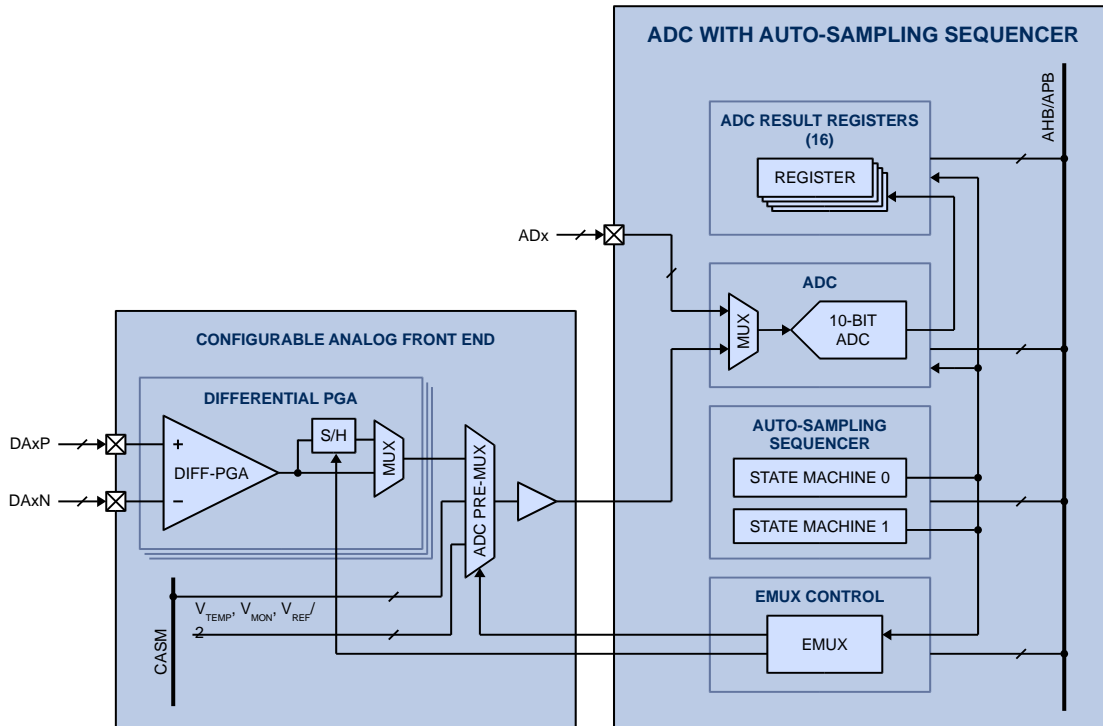 ADC WITH AUTO-SAMPLING SEQUENCER
AHB/APB
ADC RESULT REGISTERS
(16)
REGISTER
ADx
ADC
MUX
10-BIT
ADC
CONFIGURABLE ANALOG FRONT END
DIFFERENTIAL PGA
DAxP
+
S/H
MUX
DIFF-PGA
DAxN
−
ADC PRE-MUX
AUTO-SAMPLING
SEQUENCER
STATE MACHINE 0
STATE MACHINE 1
CASM
VTEMP, VMON, VREF/
2
EMUX CONTROL
EMUX